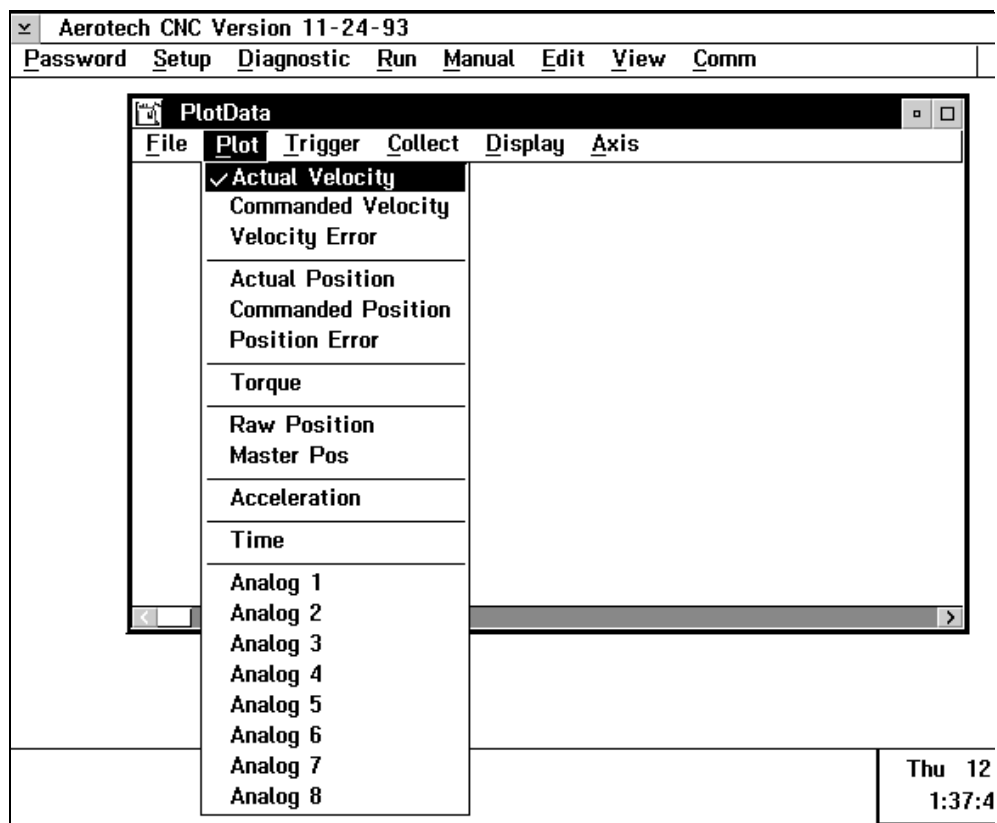 Aerotech CNC Version 11-24-93
Password Setup Diagnostic Run Manual Edit View Comm
PlotData
File Plot Trigger Collect Display Axis
Actual Velocity
Commanded Velocity
Velocity Error
Actual Position
Commanded Position
Position Error
Torque
Raw Position
Master Pos
Acceleration
Time
Analog 1
Analog 2
Analog 3
Analog 4
Analog 5
Analog 6
Analog 7
Analog 8
Thu 12
1:37:4